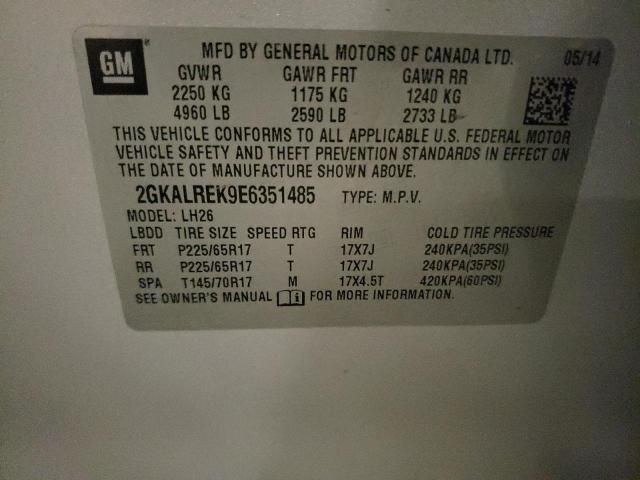 GM
MFD BY GENERAL MOTORS OF CANADA LTD. 05/14
GVWR GAWR FRT GAWR RR
2250 KG 1175 KG 1240 KG
4960 LB 2590 LB 2733 LB
THIS VEHICLE CONFORMS TO ALL APPLICABLE U.S. FEDERAL MOTOR
VEHICLE SAFETY AND THEFT PREVENTION STANDARDS IN EFFECT ON
THE DATE OF MANUFACTURE SHOWN ABOVE.
2GKALREK9E6351485 TYPE: M.P.V.
MODEL: LH26
LBDD TIRE SIZE SPEED RTG RIM COLD TIRE PRESSURE
FRT P225/65R17 T 17X7J 240KPA(35PSI)
RR P225/65R17 T 17X7J 240KPA(35PSI)
SPA T145/70R17 M 17X4.5T 420KPA(60PSI)
SEE OWNER'S MANUAL i FOR MORE INFORMATION.